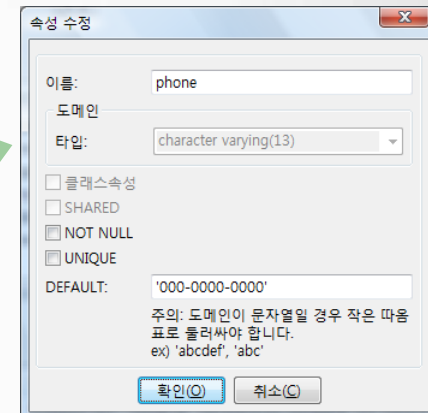 속성 수정
x
이름: phone
도메인
타입: character varying(13)
클래스속성
SHARED
NOT NULL
UNIQUE
DEFAULT: '000-0000-0000'
주의: 도메인이 문자열일 경우 작은 따옴
표로 둘러싸야 합니다.
ex) 'abcdef', 'abc'
확인(O) 취소(C)